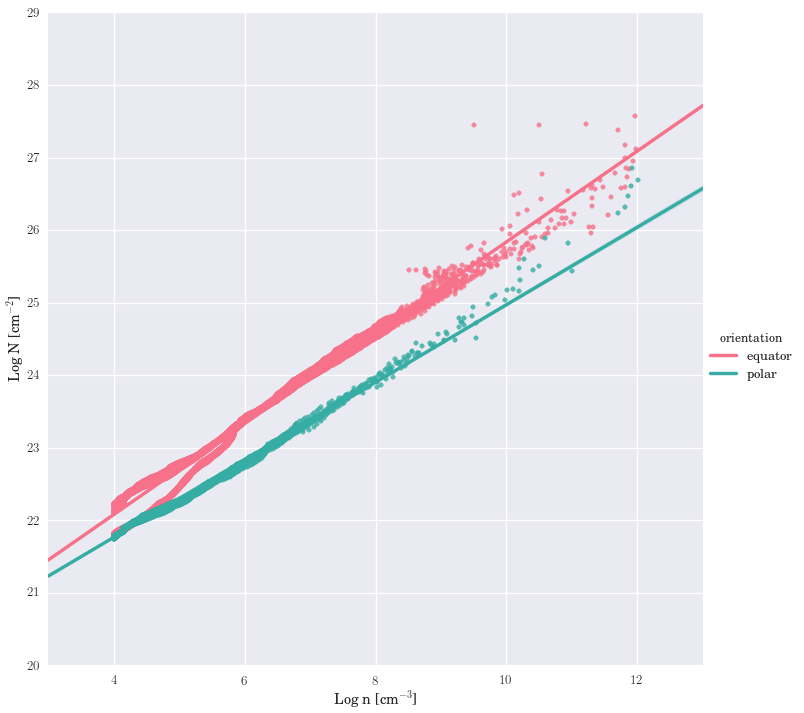 29
28
27
26
25
24
23
22
21
20
Log N [cm$^{-2}$]
4 6 8 10 12
Log n [cm$^{-3}$]
orientation
equator
polar